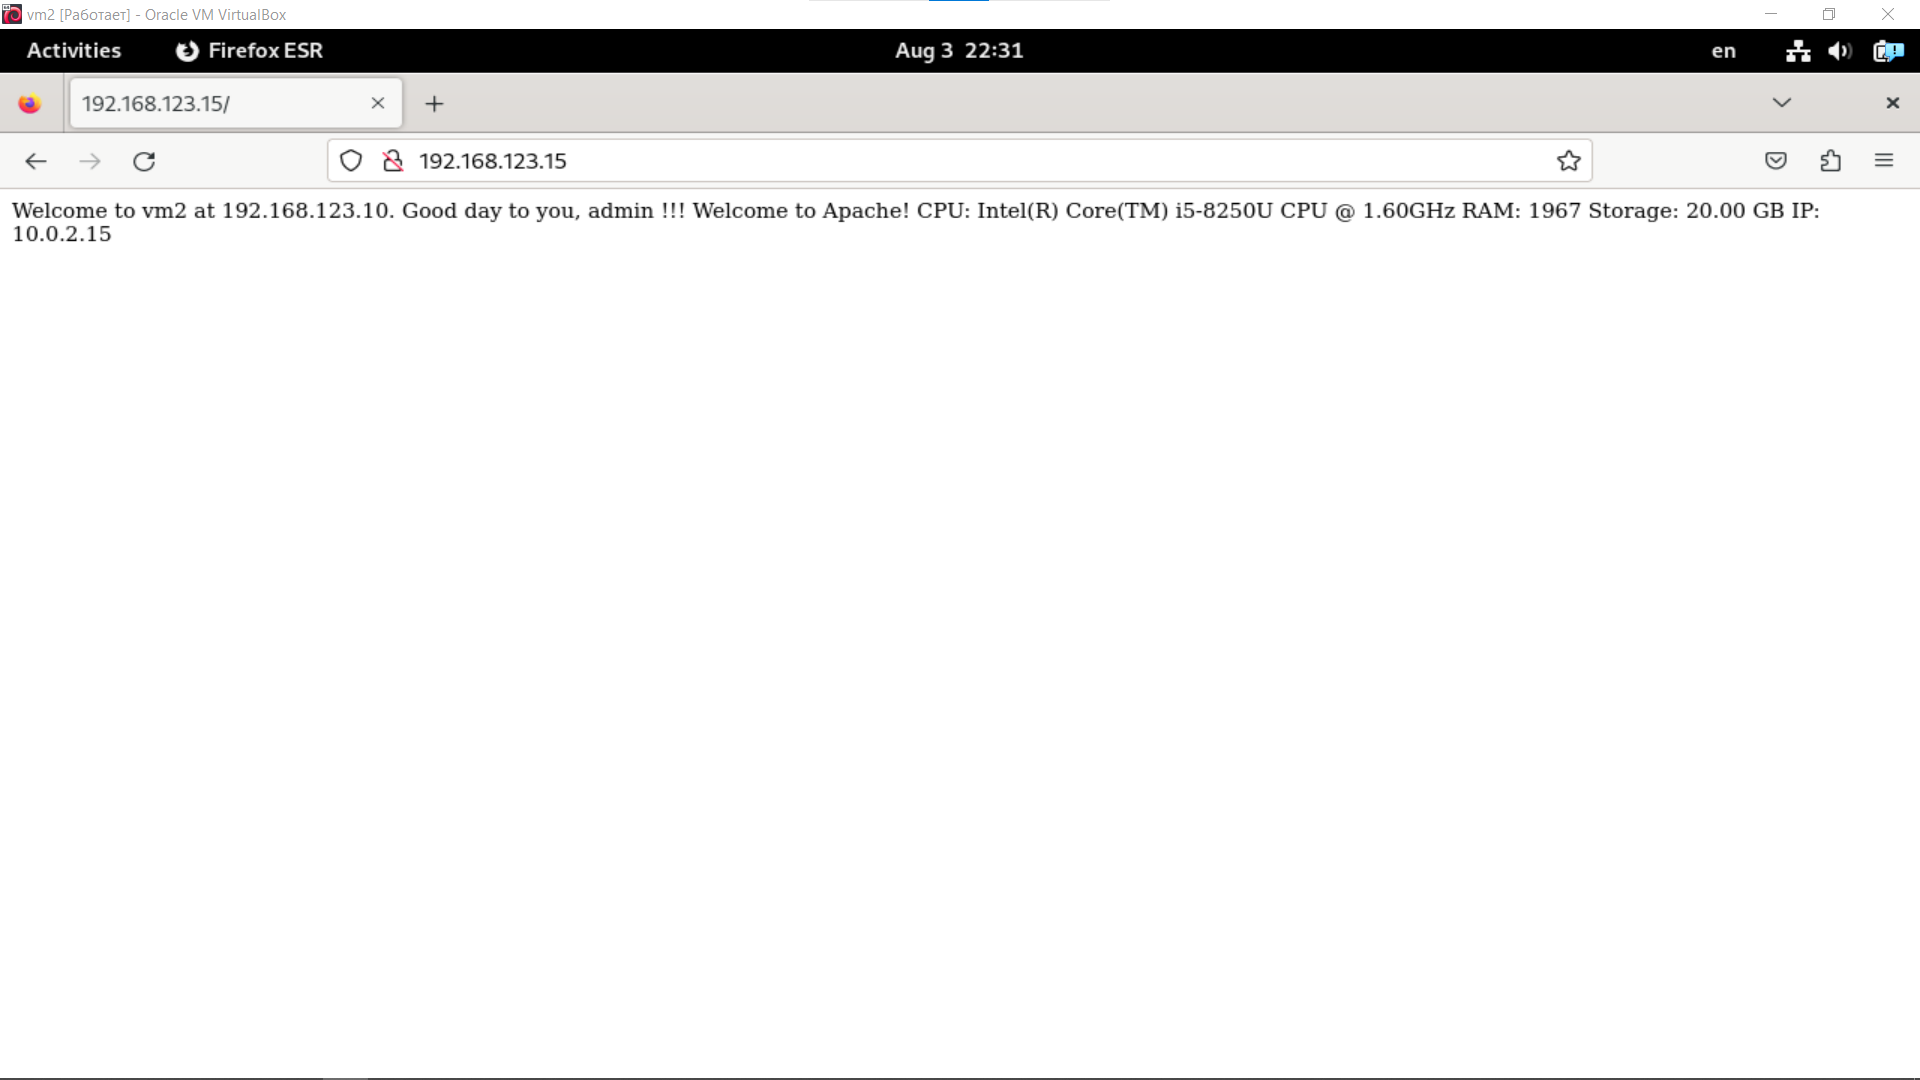 vm2 [Работает] - Oracle VM VirtualBox
Activities Firefox ESR Aug 3 22:31 en
192.168.123.15/
192.168.123.15
Welcome to vm2 at 192.168.123.10. Good day to you, admin !!! Welcome to Apache! CPU: Intel(R) Core(TM) i5-8250U CPU @ 1.60GHz RAM: 1967 Storage: 20.00 GB IP:
10.0.2.15